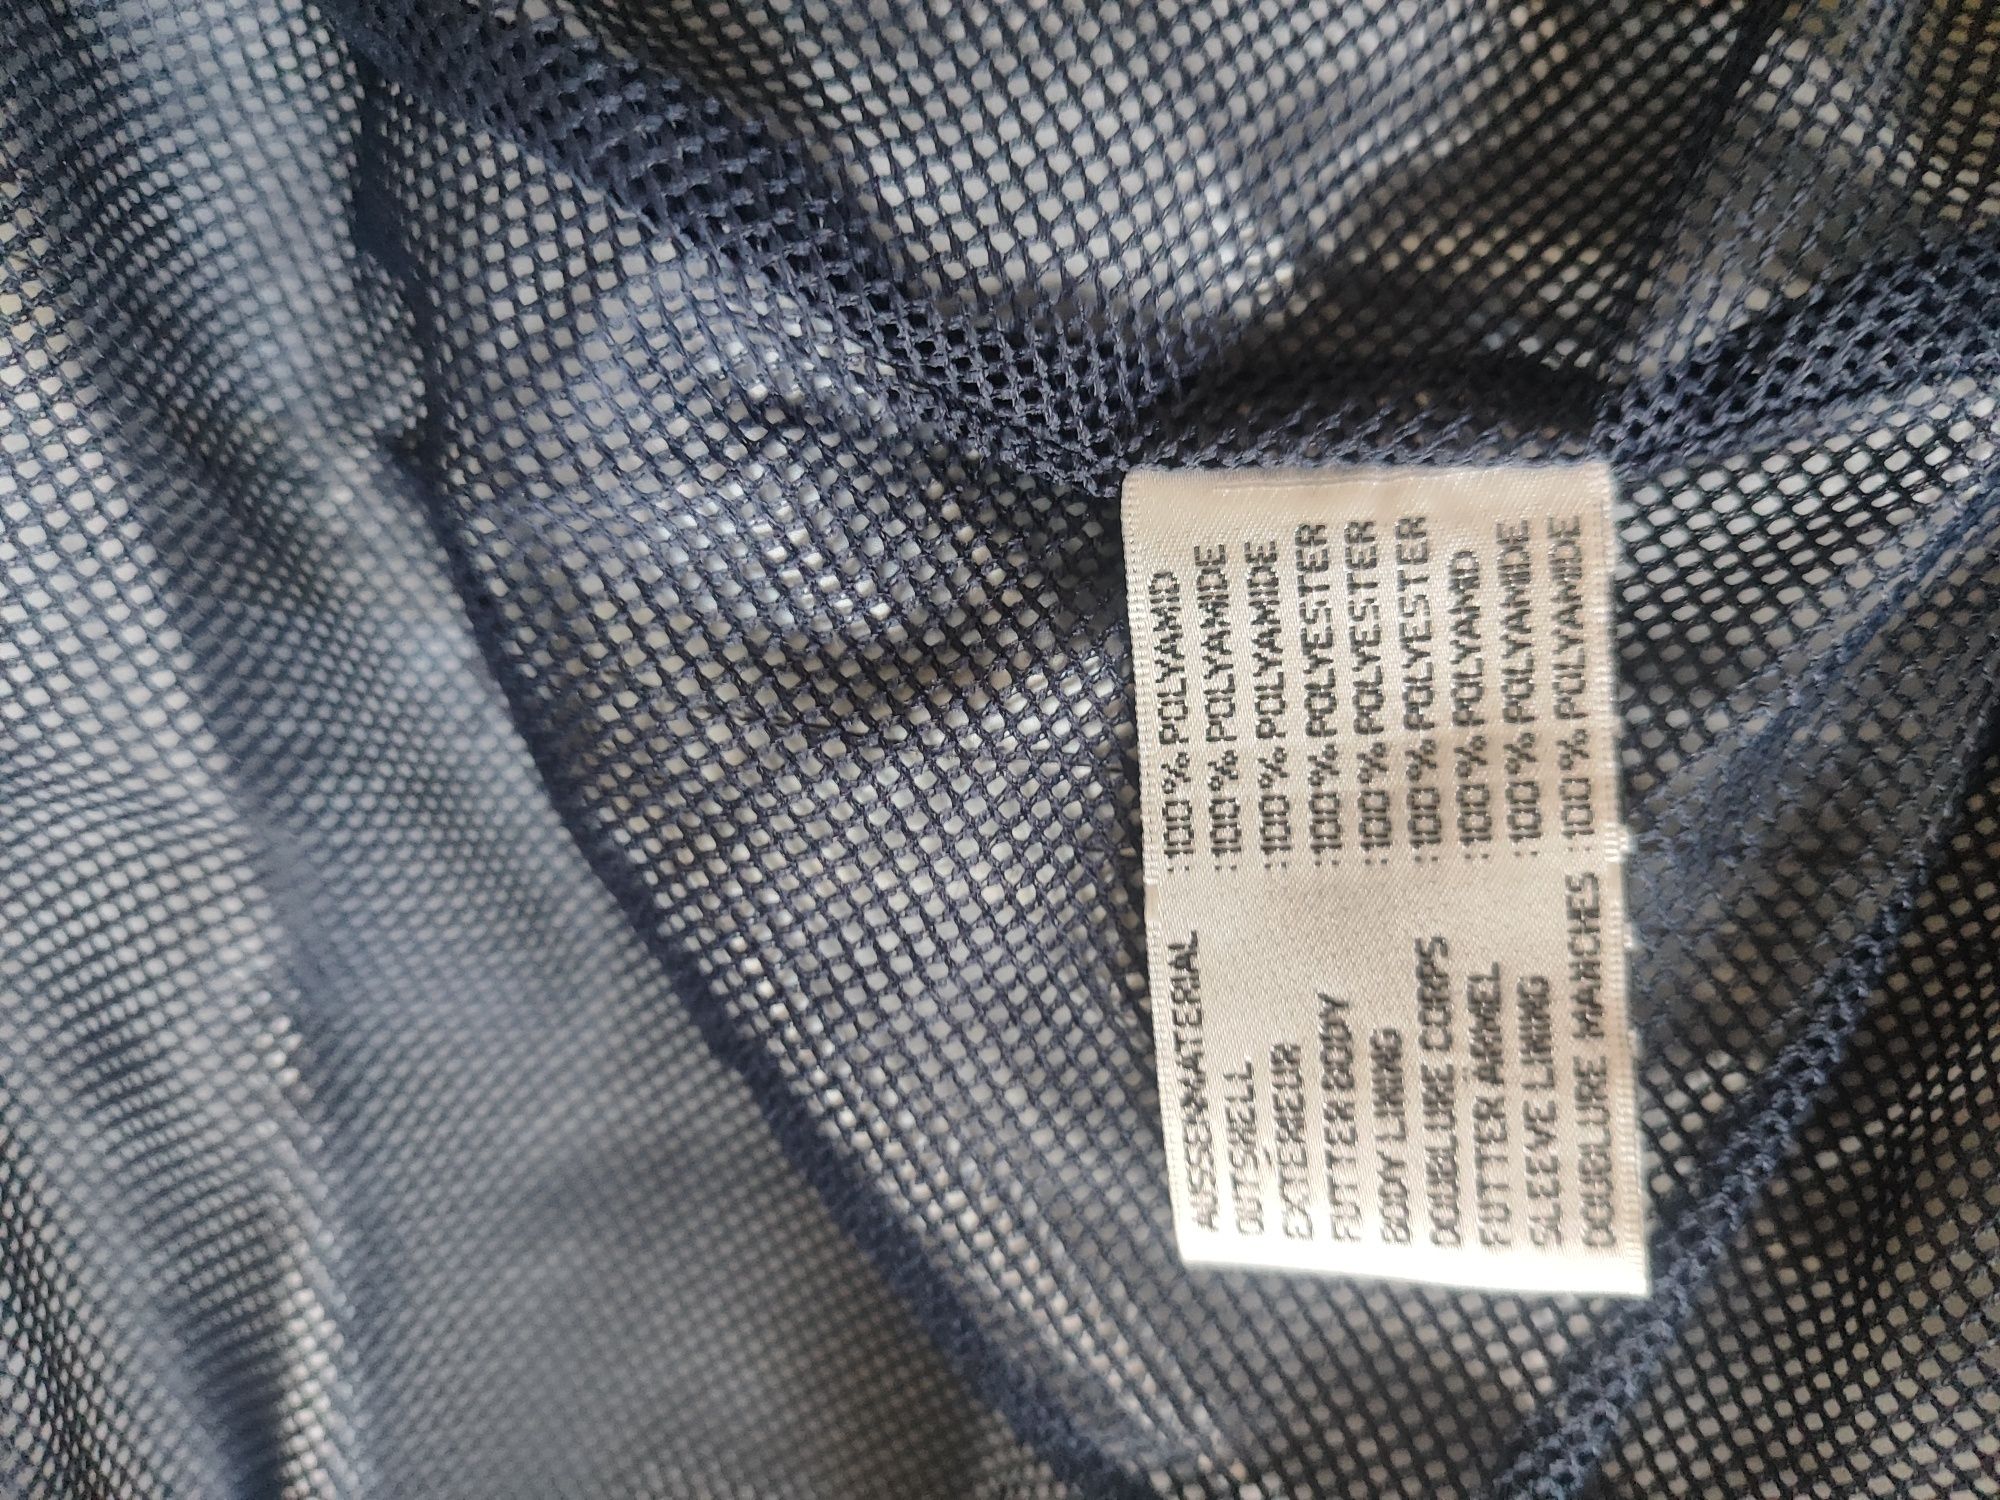 AUSSENMATERIAL :100% POLYAMID
OUTSHELL :100% POLYAMIDE
EXTERIEUR :100% POLYAMIDE
FUTTER BODY :100% POLYESTER
BODY LINING :100% POLYESTER
DOUBLURE CORPS :100% POLYESTER
FUTTER ÄRMEL :100% POLYAMID
SLEEVE LINING :100% POLYAMIDE
DOUBLURE MANCHES :100% POLYAMIDE